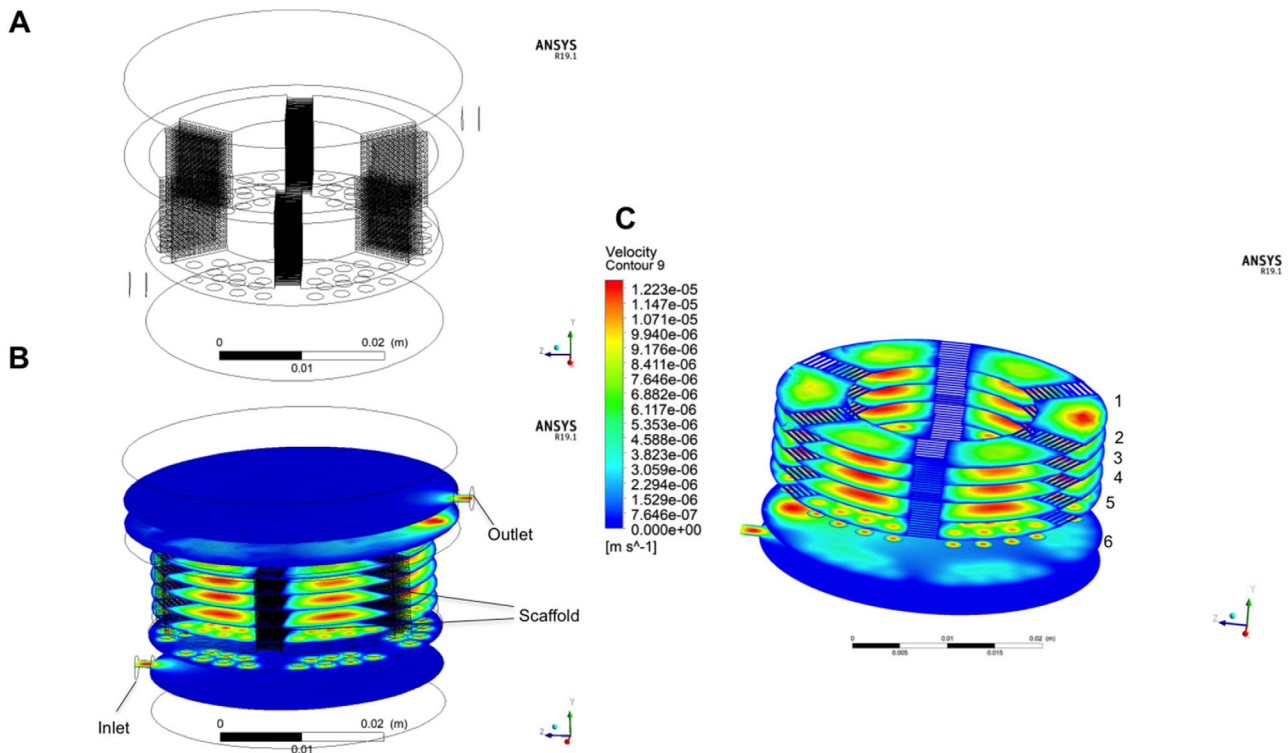 A
ANSYS
R19.1
0
0.02 (m)
0.01
Y
Z
X
B
ANSYS
R19.1
Outlet
Scaffold
Inlet
0
0.02 (m)
0.01
Y
Z
C
Velocity
Contour 9
1.223e-05
1.147e-05
1.071e-05
9.940e-06
9.176e-06
8.411e-06
7.646e-06
6.882e-06
6.117e-06
5.353e-06
4.588e-06
3.823e-06
3.059e-06
2.294e-06
1.529e-06
7.646e-07
0.000e+00
[m s^-1]
ANSYS
R19.1
1
2
3
4
5
6
0
0.01
0.02 (m)
0.005
0.015
Y
Z